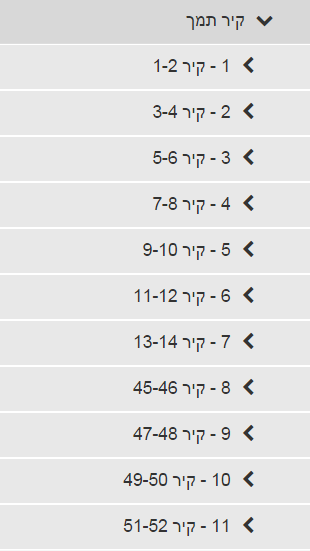 קיר תמך
1 - קיר 1-2
2 - קיר 3-4
3 - קיר 5-6
4 - קיר 7-8
5 - קיר 9-10
6 - קיר 11-12
7 - קיר 13-14
8 - קיר 45-46
9 - קיר 47-48
10 - קיר 49-50
11 - קיר 51-52